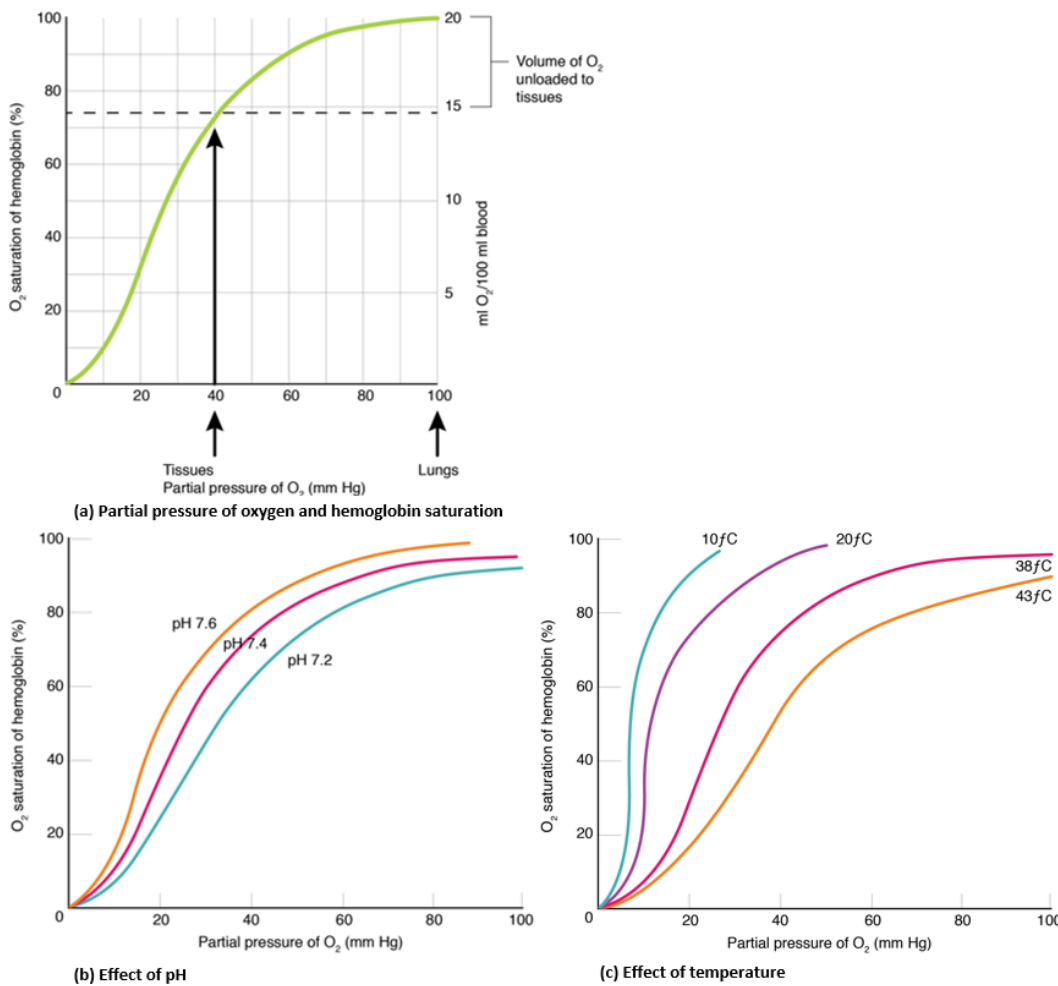 100
80
60
40
20
0
O₂ saturation of hemoglobin (%)
20
15
10
5
ml O₂/100 ml blood
Volume of O₂
unloaded to
tissues
20 40 60 80 100
Tissues
Lungs
Partial pressure of O₂ (mm Hg)
(a) Partial pressure of oxygen and hemoglobin saturation
100
80
60
40
20
0
O₂ saturation of hemoglobin (%)
pH 7.6
pH 7.4
pH 7.2
20 40 60 80 100
Partial pressure of O₂ (mm Hg)
(b) Effect of pH
100
80
60
40
20
0
O₂ saturation of hemoglobin (%)
10ƒC
20ƒC
38ƒC
43ƒC
20 40 60 80 100
Partial pressure of O₂ (mm Hg)
(c) Effect of temperature